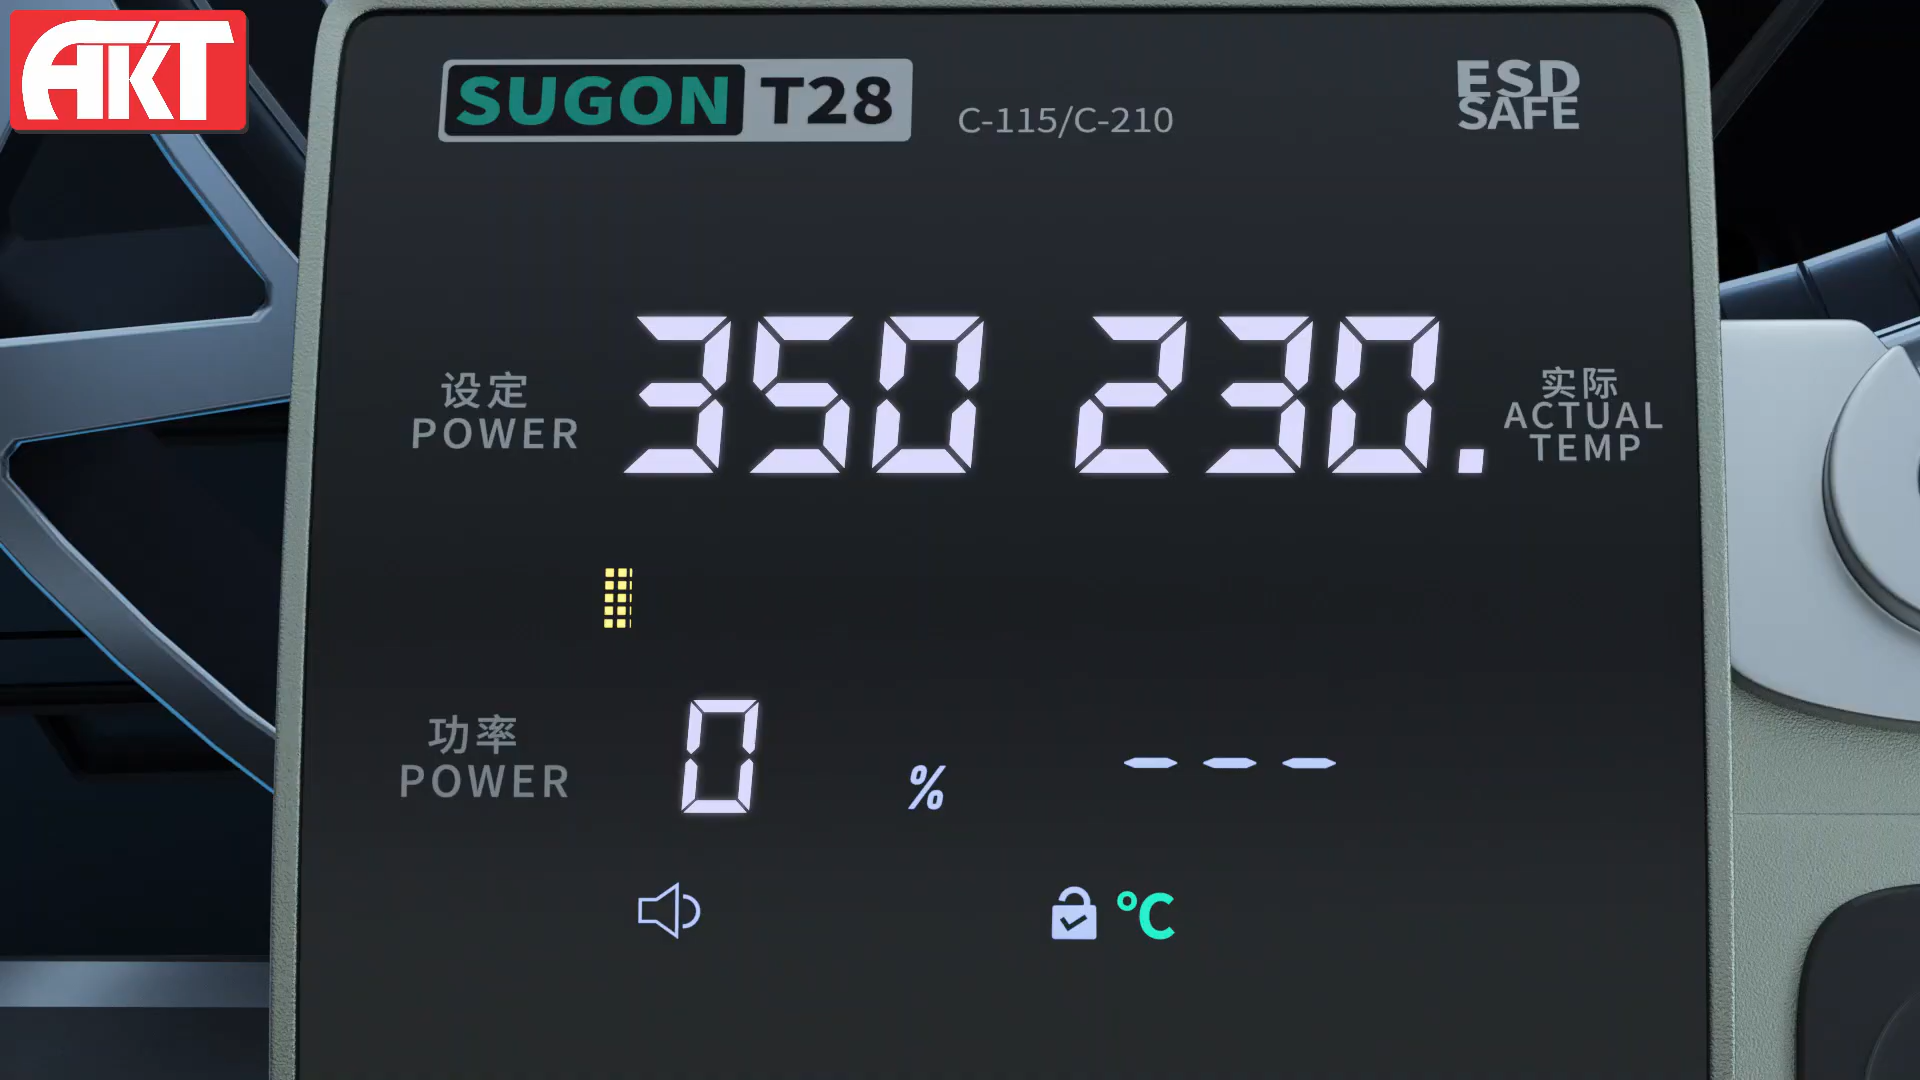 AKT
SUGON T28
C-115/C-210
ESD
SAFE
设定
POWER
350
230.
实际
ACTUAL
TEMP
功率
POWER
0
%
---
°C